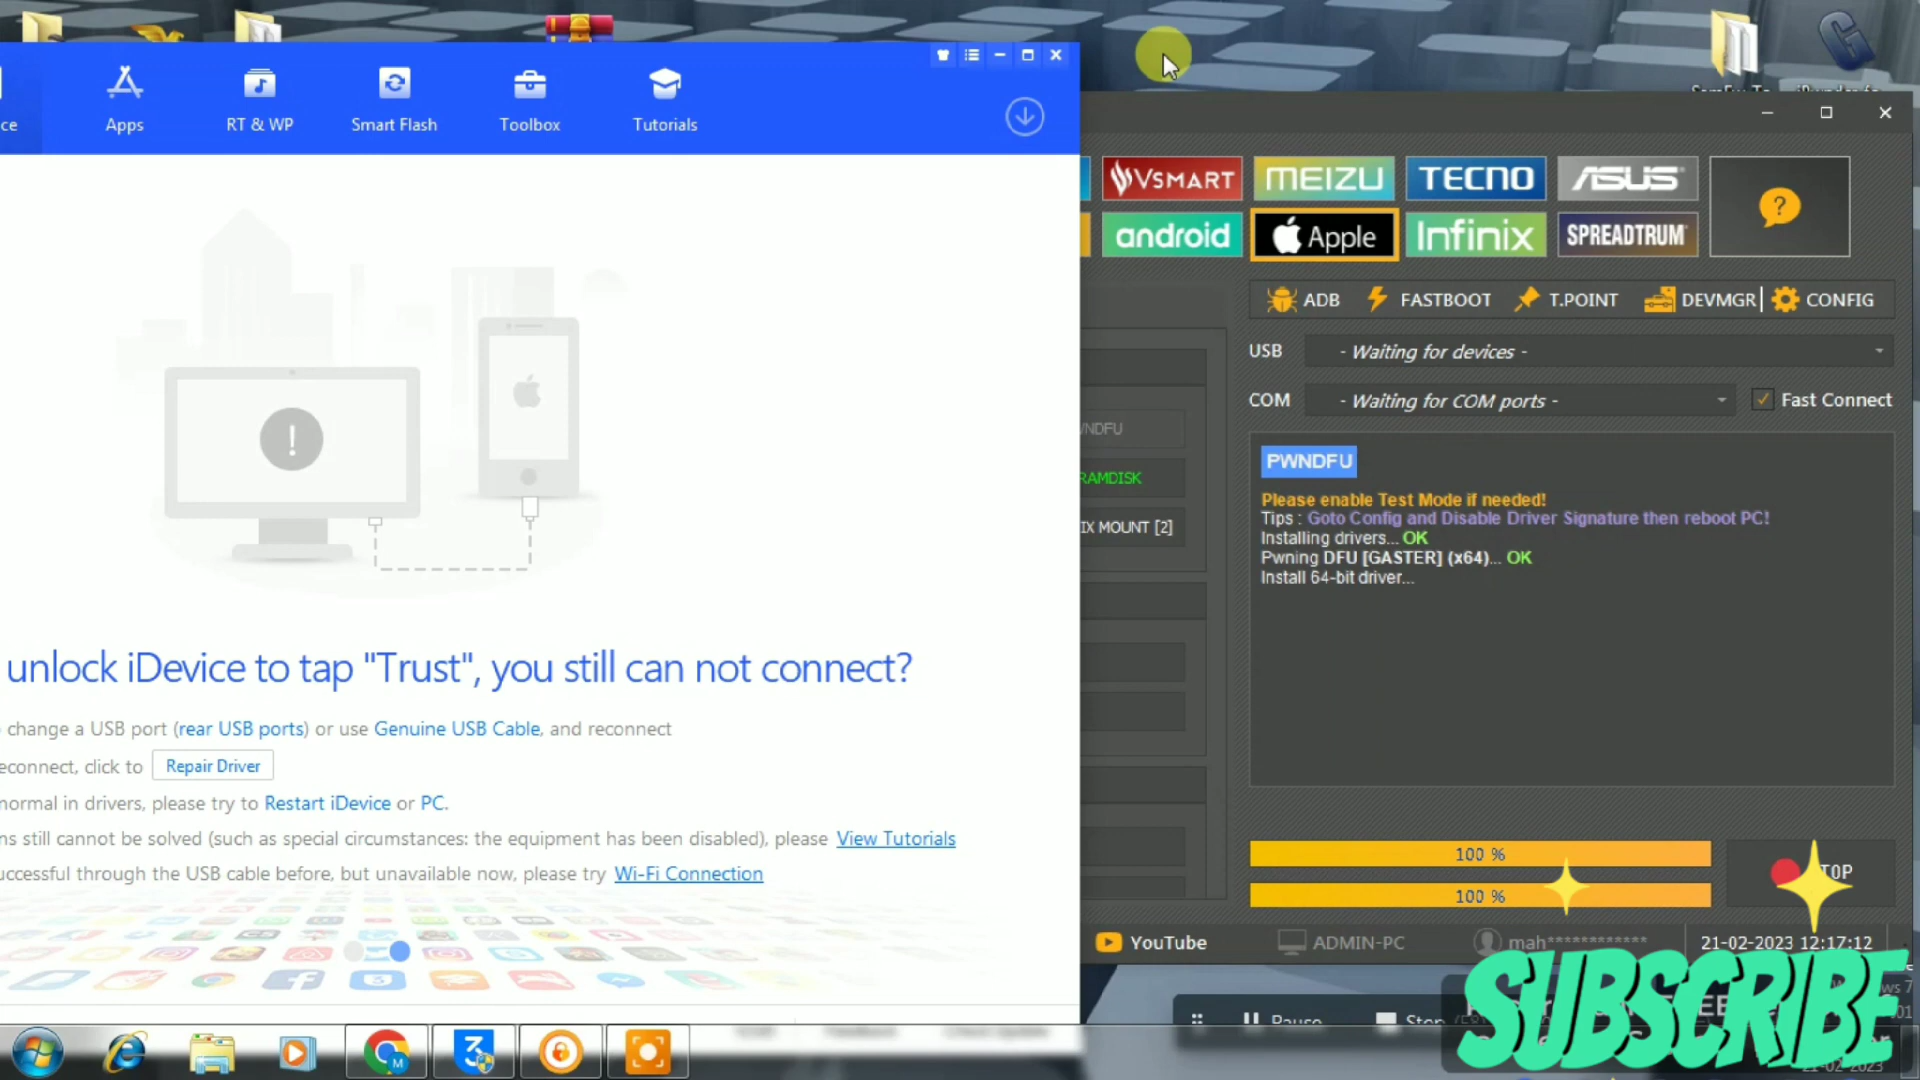 ce
Apps
RT & WP
Smart Flash
Toolbox
Tutorials
VSMART
MEIZU
TECNO
ASUS
android
Apple
Infinix
SPREADTRUM
?
ADB
FASTBOOT
T.POINT
DEVMGR
CONFIG
USB
- Waiting for devices -
COM
- Waiting for COM ports -
Fast Connect
RAMDISK
IX MOUNT [2]
PWNDFU
Please enable Test Mode if needed!
Tips : Goto Config and Disable Driver Signature then reboot PC!
Installing drivers... OK
Pwning DFU [GASTER] (x64)... OK
Install 64-bit driver...
unlock iDevice to tap "Trust", you still can not connect?
change a USB port (rear USB ports) or use Genuine USB Cable, and reconnect
econnect, click to Repair Driver
normal in drivers, please try to Restart iDevice or PC.
ns still cannot be solved (such as special circumstances: the equipment has been disabled), please View Tutorials
uccessful through the USB cable before, but unavailable now, please try Wi-Fi Connection
100 %
100 %
TOP
YouTube
ADMIN-PC
mah************
21-02-2023 12:17:12
Pause
Stop
SUBSCRIBE